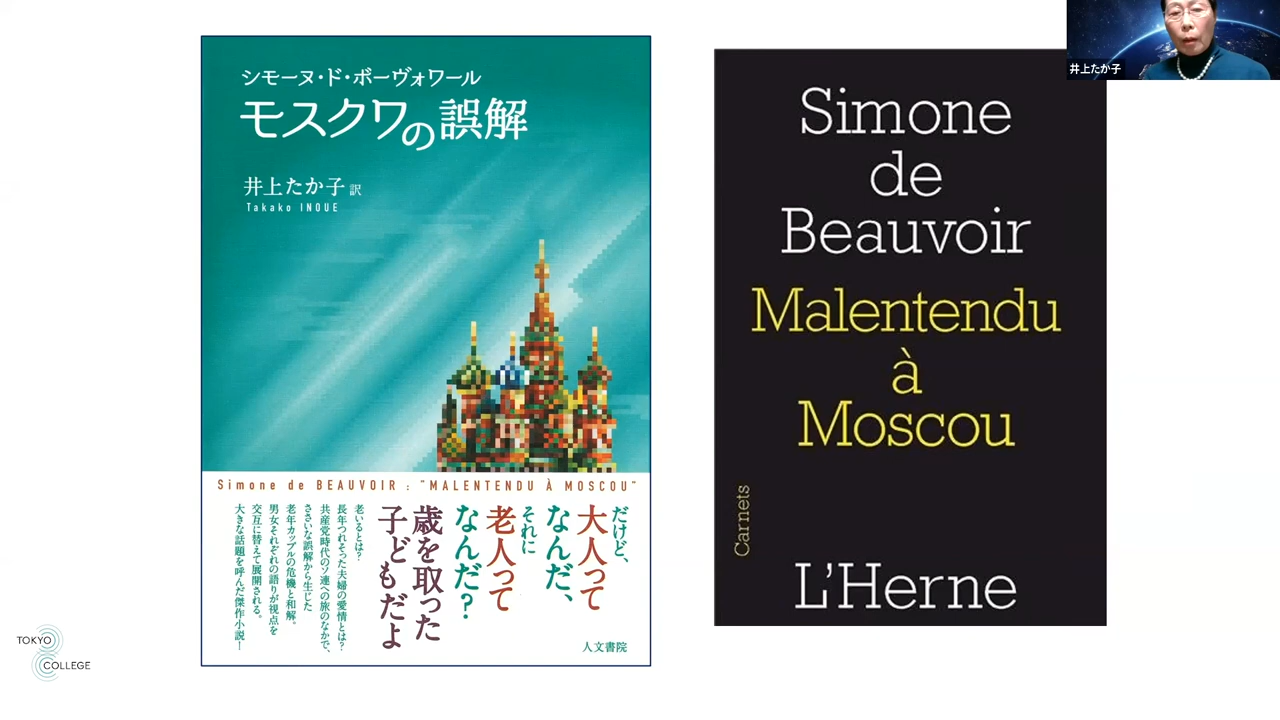 シモーヌ・ド・ボーヴォワール
モスクワの誤解
井上たか子 訳
Takako INOUE
Simone de BEAUVOIR : "MALENTENDU À MOSCOU"
だけど、
大人って
なんだ、
それに
老人って
なんだ?
歳を取った
子どもだよ
老いるとは?
長年つれそった夫婦の愛情とは?
共産党時代のソ連への旅のなかで、
ささいな誤解から生じた
老年カップルの危機と和解。
男女それぞれの語りが視点を
交互に替えて展開される。
大きな話題を呼んだ傑作小説!
人文書院
Simone
de
Beauvoir
Malentendu
à
Moscou
Carnets
L'Herne
井上たか子
TOKYO
COLLEGE